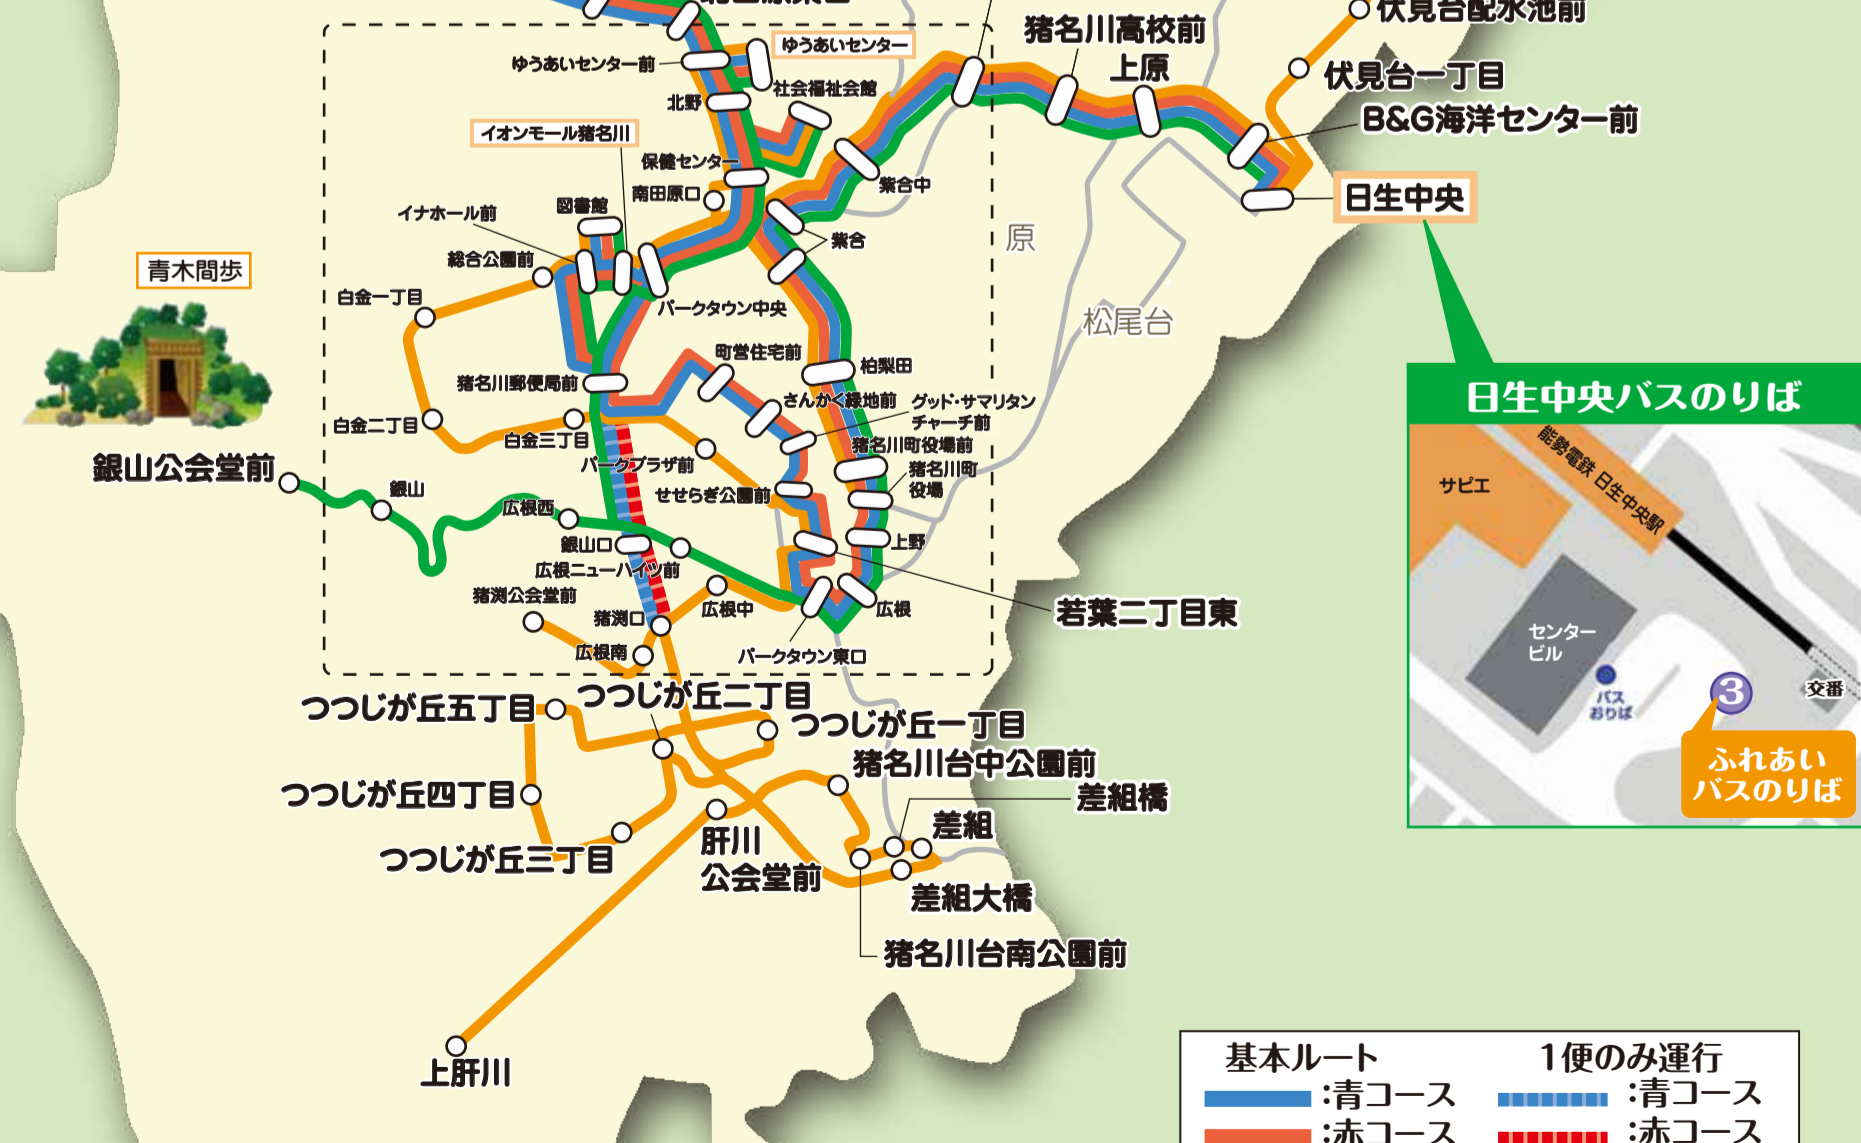 伏見台配水池前
猪名川高校前
上原
伏見台一丁目
B&G海洋センター前
日生中央
ゆうあいセンター
ゆうあいセンター前
社会福祉会館
北野
イオンモール猪名川
保健センター
南田原口
紫合中
図書館
イナホール前
紫合
総合公園前
原
青木間歩
白金一丁目
パークタウン中央
松尾台
町営住宅前
柏梨田
猪名川郵便局前
さんかく緑地前
グッド・サマリタン
チャーチ前
白金二丁目
白金三丁目
猪名川町役場前
パークプラザ前
猪名川町
役場
銀山公会堂前
銀山
せせらぎ公園前
広根西
銀山口
上野
広根ニューハイツ前
猪渕公会堂前
猪渕口
広根中
広根
若葉二丁目東
広根南
パークタウン東口
つつじが丘二丁目
つつじが丘五丁目
つつじが丘一丁目
猪名川台中公園前
つつじが丘四丁目
差組橋
差組
肝川
公会堂前
つつじが丘三丁目
差組大橋
猪名川台南公園前
上肝川
日生中央バスのりば
能勢電鉄 日生中央駅
サピエ
センター
ビル
バス
おりば
3
交番
ふれあい
バスのりば
基本ルート
1便のみ運行
:青コース
:青コース
:赤コース
:赤コース